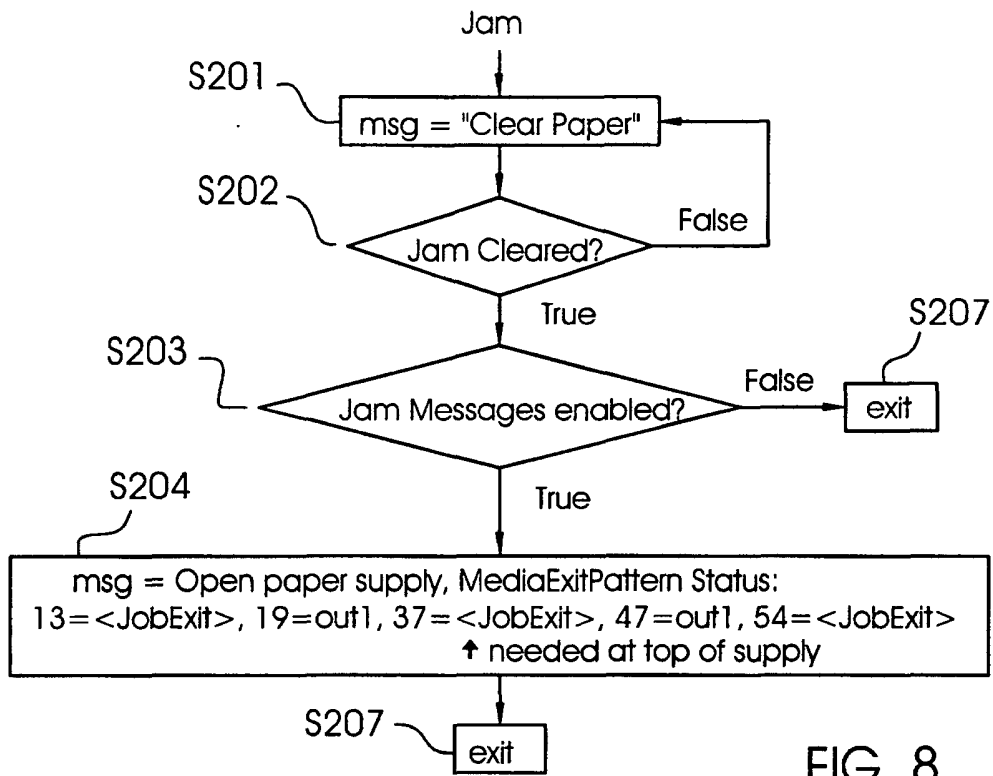 Jam
S201
msg = "Clear Paper"
S202
Jam Cleared?
False
True
S207
S203
Jam Messages enabled?
False
exit
True
S204
msg = Open paper supply, MediaExitPattern Status:
13=<JobExit>, 19=out1, 37=<JobExit>, 47=out1, 54=<JobExit>
↑ needed at top of supply
S207
exit
FIG. 8